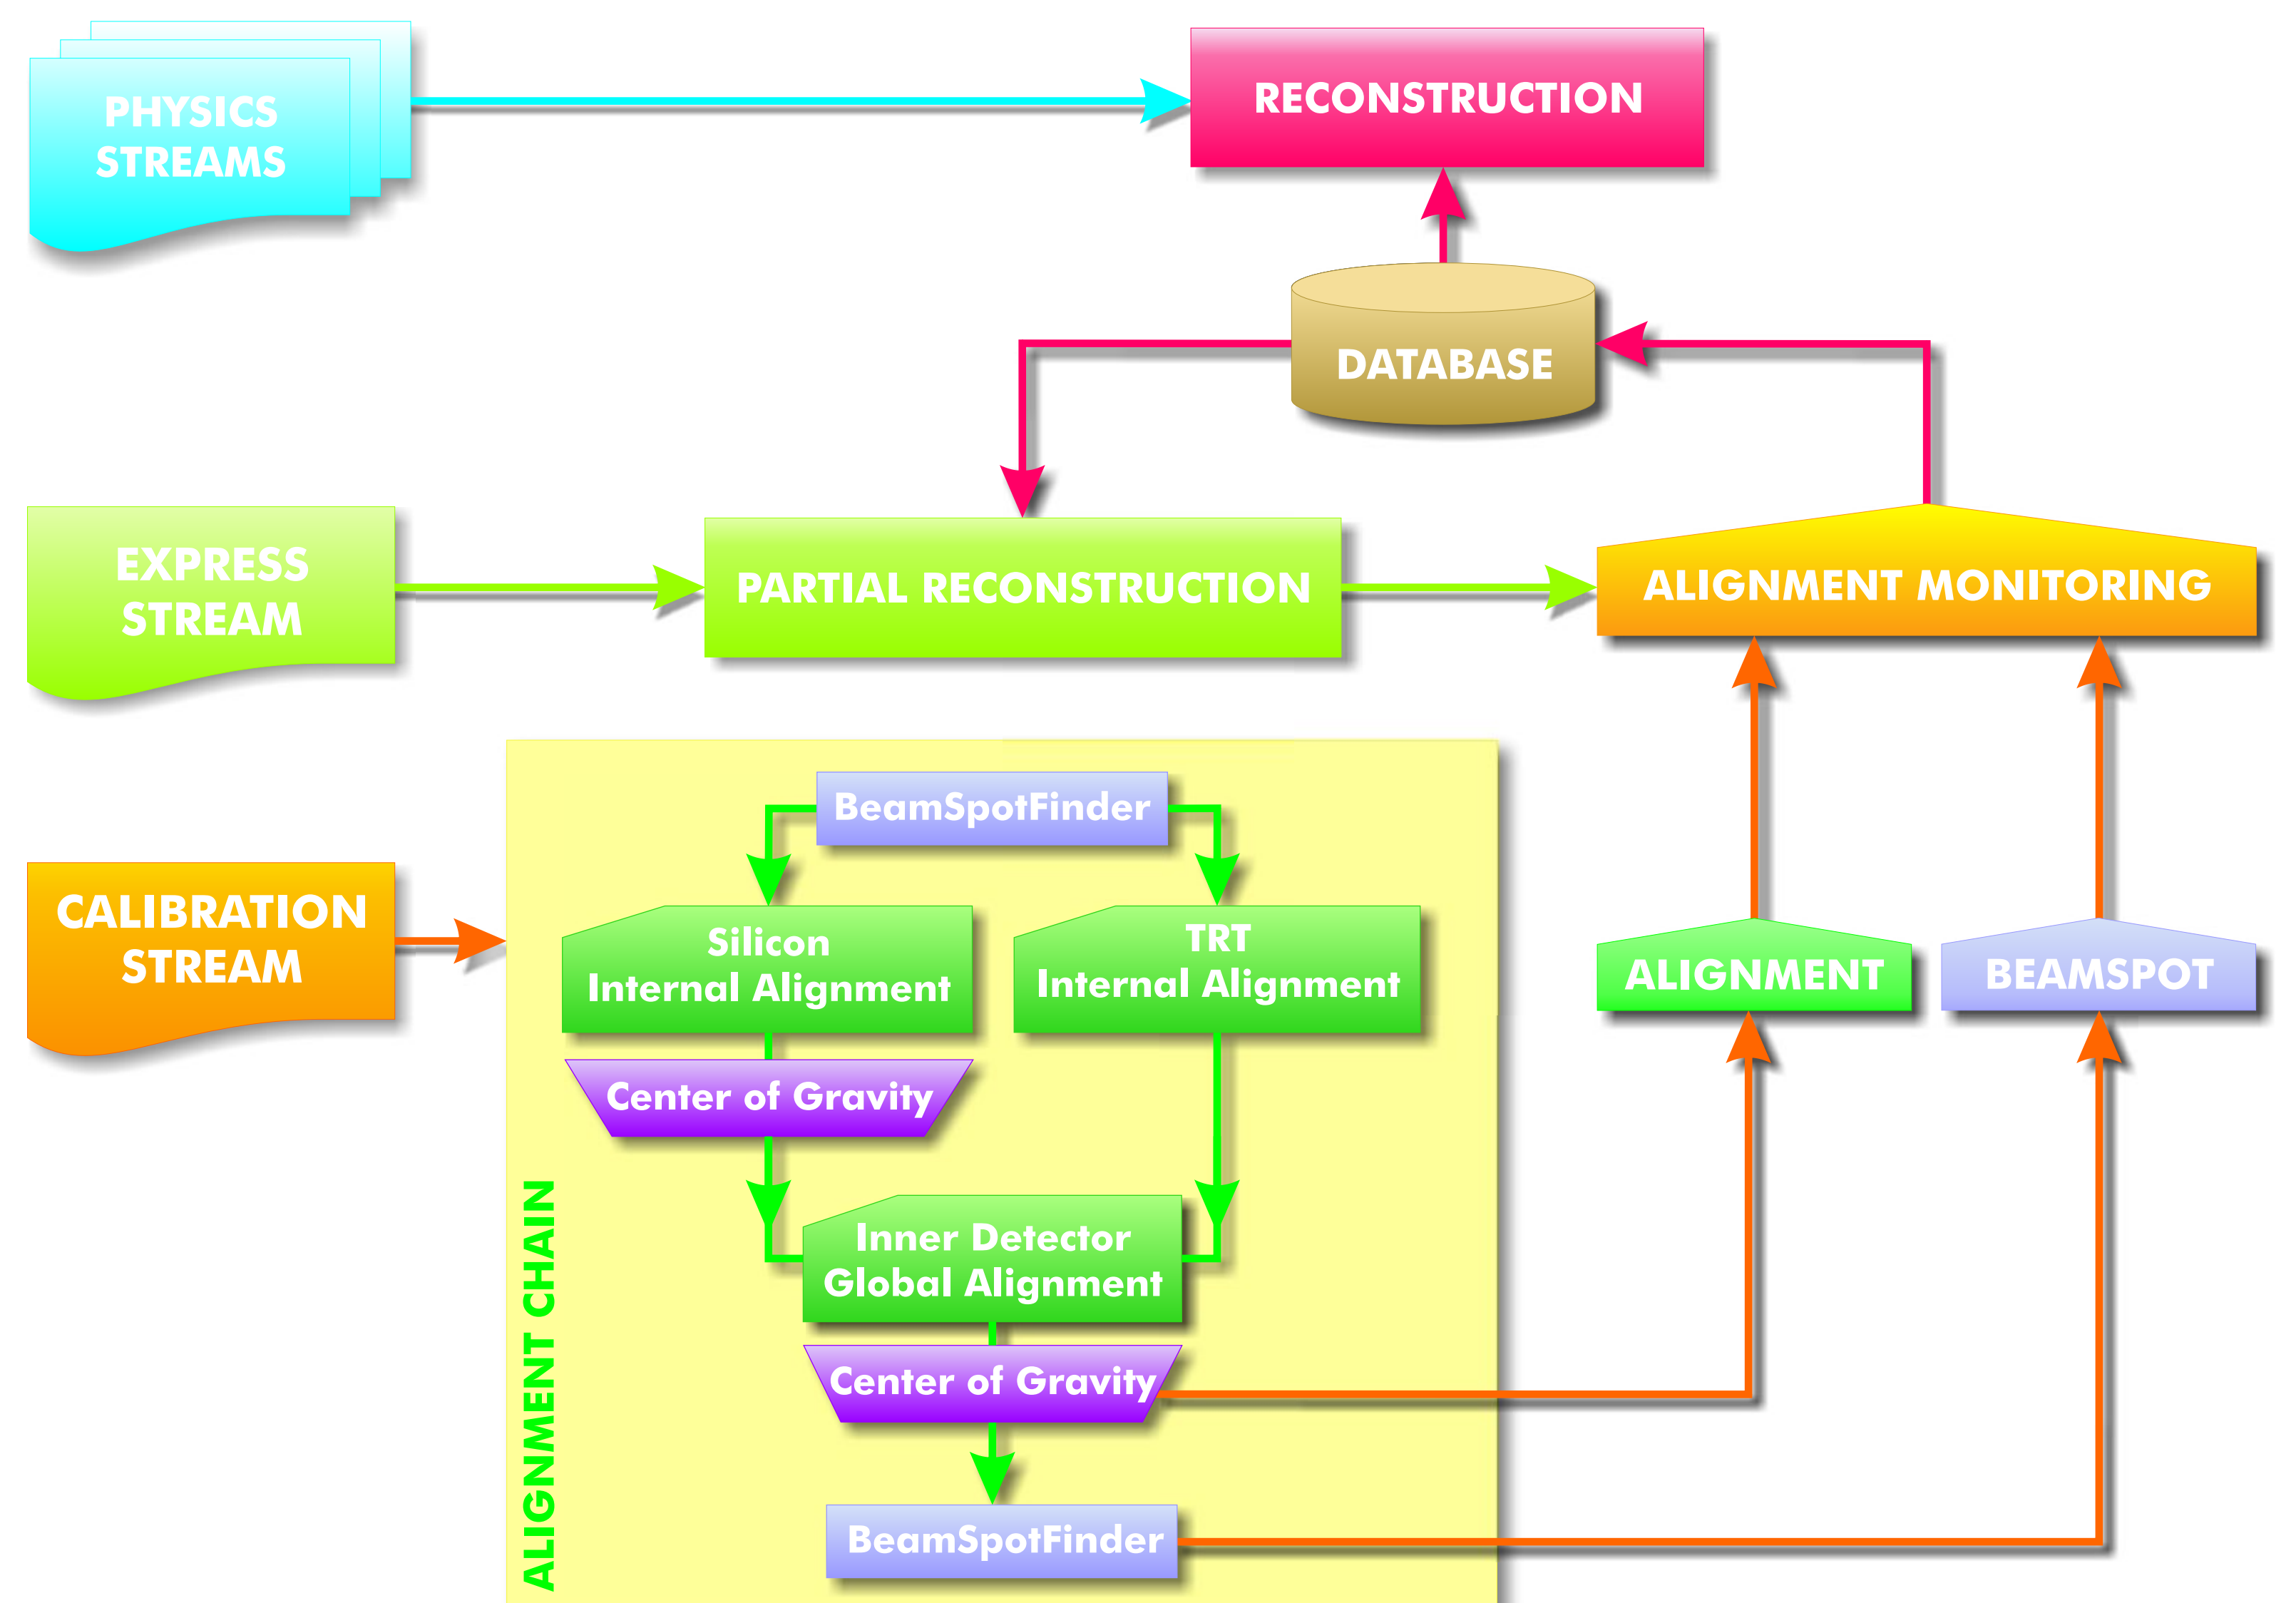 PHYSICS
STREAMS
RECONSTRUCTION
DATABASE
EXPRESS
STREAM
PARTIAL RECONSTRUCTION
ALIGNMENT MONITORING
BeamSpotFinder
CALIBRATION
STREAM
Silicon
Internal Alignment
TRT
Internal Alignment
ALIGNMENT
BEAMSPOT
Center of Gravity
Inner Detector
Global Alignment
Center of Gravity
BeamSpotFinder
ALIGNMENT CHAIN